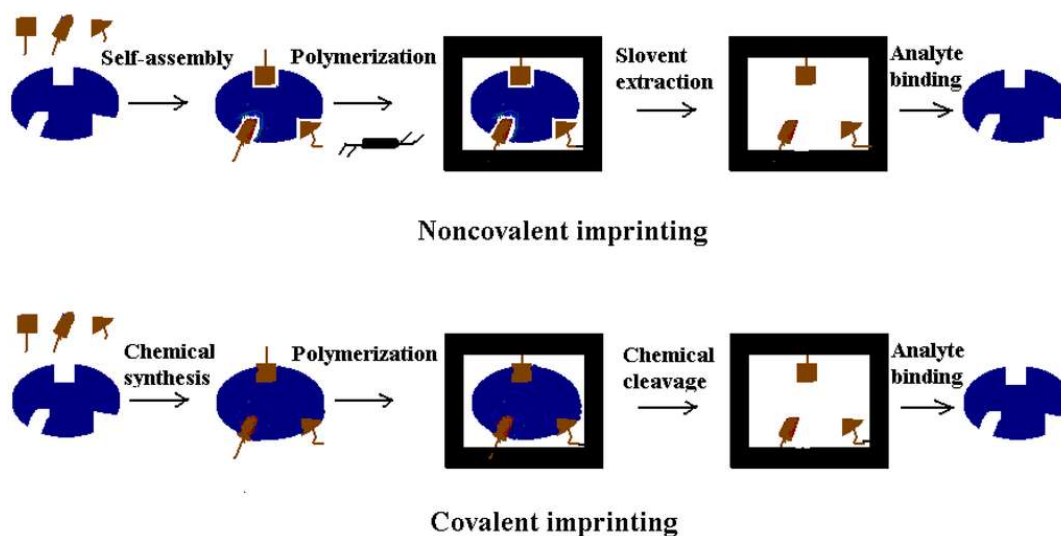 Self-assembly
Polymerization
Slovent
extraction
Analyte
binding
Noncovalent imprinting
Chemical
synthesis
Polymerization
Chemical
cleavage
Analyte
binding
Covalent imprinting